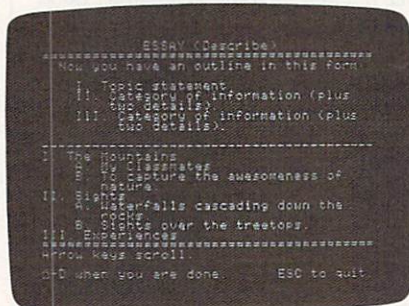 ESSAY (Describe)
Now you have an outline in this form:
I. Topic statement
II. Category of information (plus
two details)
III. Category of information (plus
two details).
I. The Mountains
A. My Classmates
B. To capture the awesomeness of
nature.
II. Sights
A. Waterfalls cascading down the
rocks
B. Sights over the treetops.
III. Experiences
Arrow keys scroll.
when you are done. ESC to quit